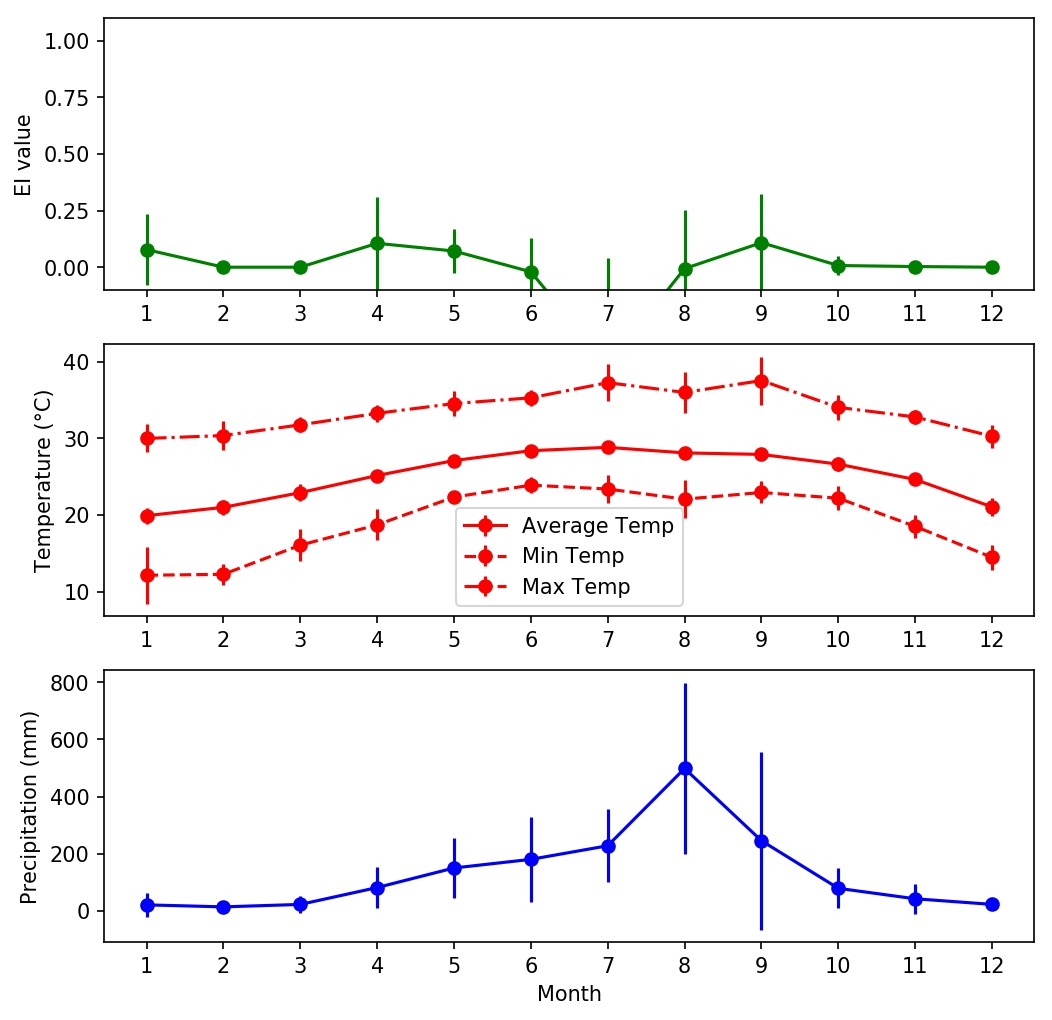 EI value
1.00
0.75
0.50
0.25
0.00
1 2 3 4 5 6 7 8 9 10 11 12
Temperature (°C)
40
30
20
10
Average Temp
Min Temp
Max Temp
1 2 3 4 5 6 7 8 9 10 11 12
Precipitation (mm)
800
600
400
200
0
1 2 3 4 5 6 7 8 9 10 11 12
Month